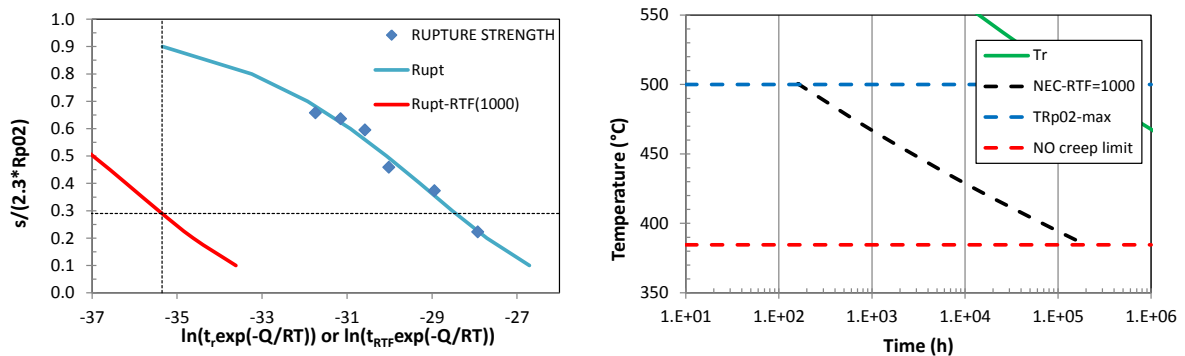 1.0
0.9
0.8
0.7
0.6
0.5
0.4
0.3
0.2
0.1
0.0
s/(2.3*Rp02)
RUPTURE STRENGTH
Rupt
Rupt-RTF(1000)
-37 -35 -33 -31 -29 -27
ln(trexp(-Q/RT)) or ln(tRTFexp(-Q/RT))
550
500
450
400
350
Temperature (°C)
Tr
NEC-RTF=1000
TRp02-max
NO creep limit
1.E+01 1.E+02 1.E+03 1.E+04 1.E+05 1.E+06
Time (h)